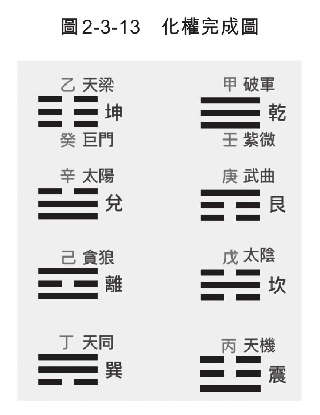 圖2-3-13 化權完成圖
乙 天梁
坤
癸 巨門
甲 破軍
乾
壬 紫微
辛 太陽
兌
庚 武曲
艮
己 貪狼
離
戊 太陰
坎
丁 天同
巽
丙 天機
震